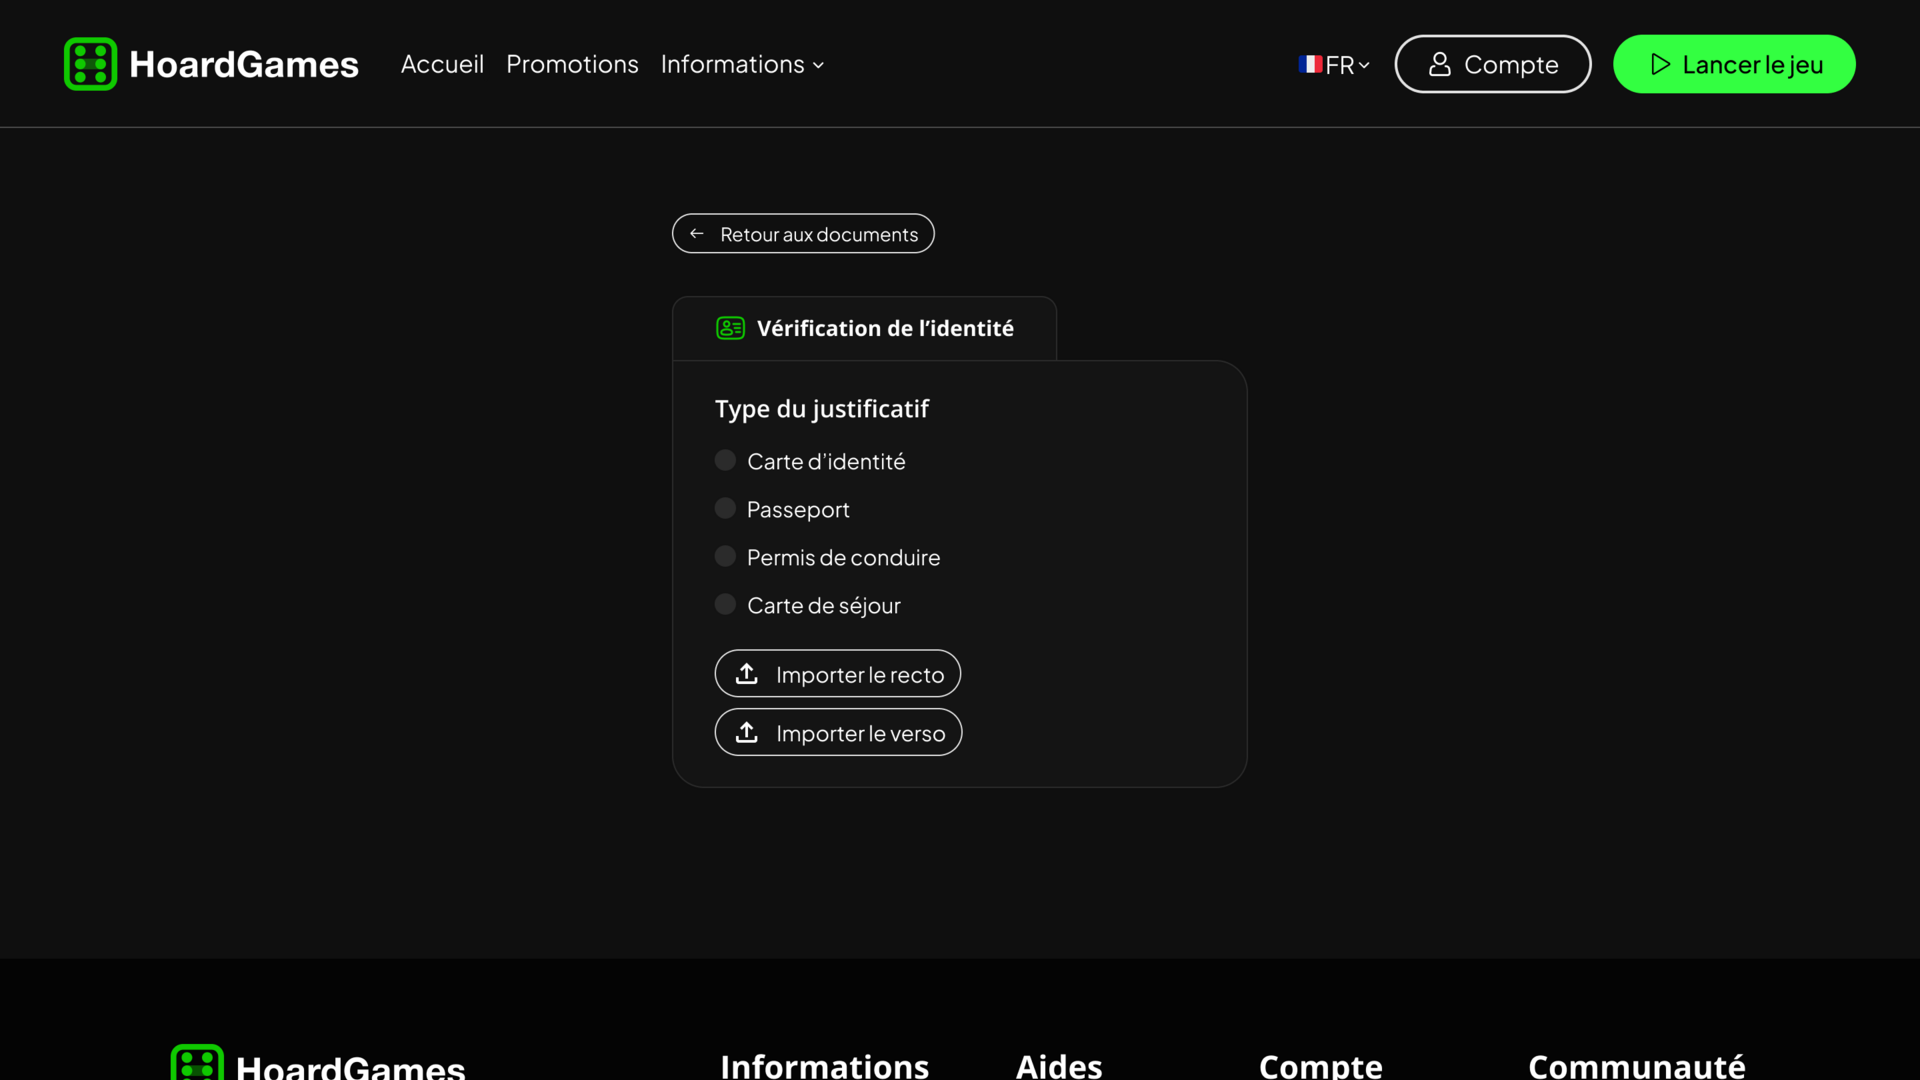 HoardGames
Accueil Promotions Informations
FR
Compte
Lancer le jeu
Retour aux documents
Vérification de l’identité
Type du justificatif
Carte d’identité
Passeport
Permis de conduire
Carte de séjour
Importer le recto
Importer le verso
HoardGames
Informations
Aides
Compte
Communauté